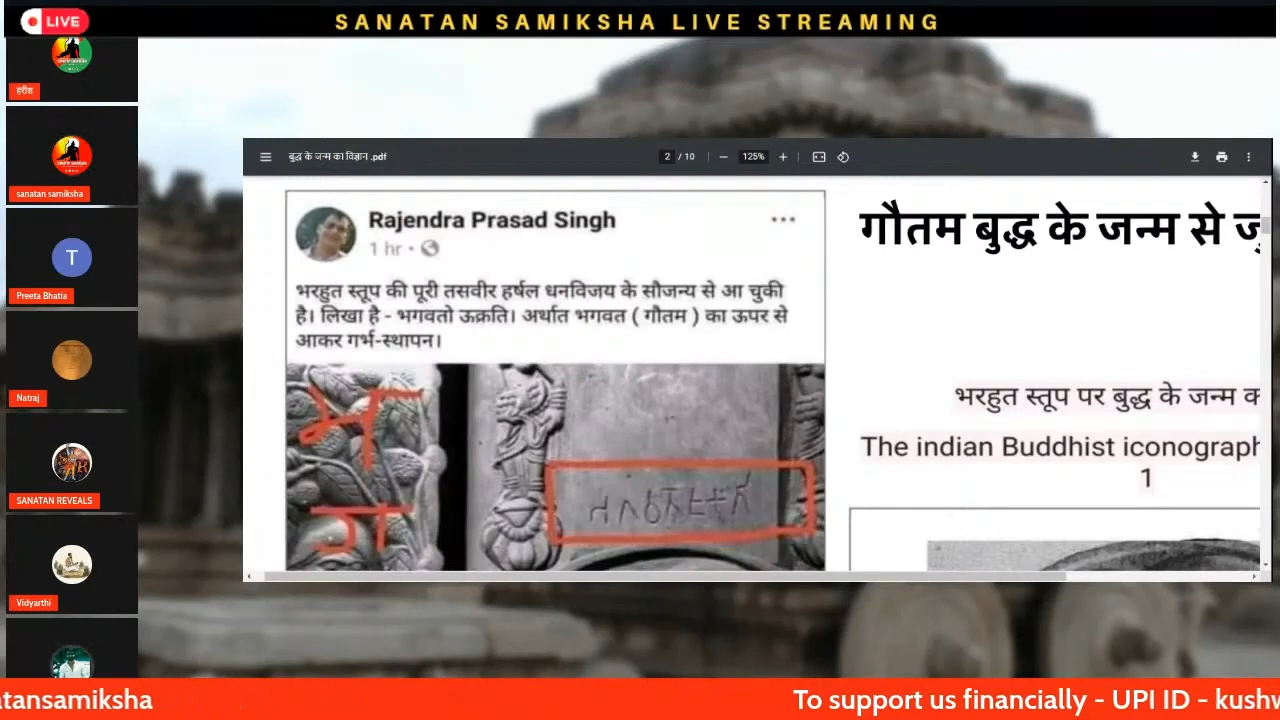 LIVE
SANATAN SAMIKSHA LIVE STREAMING
हरीश
sanatan samiksha
T
Preeta Bhatia
Natraj
SANATAN REVEALS
Vidyarthi
बुद्ध के जन्म का विज्ञान .pdf
2 / 10
125%
Rajendra Prasad Singh
1 hr
भरहुत स्तूप की पूरी तसवीर हर्षल धनविजय के सौजन्य से आ चुकी
है। लिखा है - भगवतो ऊक्रति। अर्थात भगवत ( गौतम ) का ऊपर से
आकर गर्भ-स्थापन।
भ
ग
गौतम बुद्ध के जन्म से
भरहुत स्तूप पर बुद्ध के जन्म
The indian Buddhist iconograph
1
atansamiksha
To support us financially - UPI ID - kushw